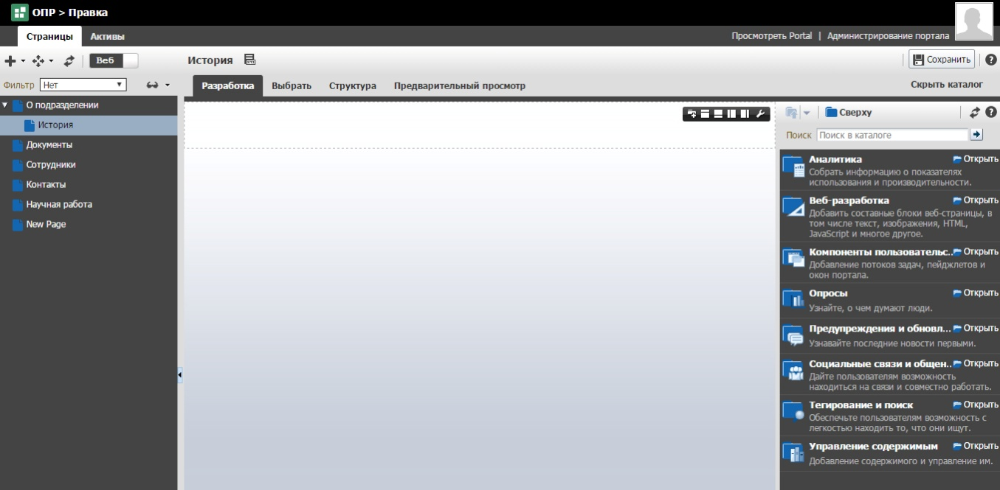 ОПР > Правка
Страницы Активы Просмотреть Portal | Администрирование портала
Веб История Сохранить
Фильтр Нет Разработка Выбрать Структура Предварительный просмотр Скрыть каталог
О подразделении
История
Документы
Сотрудники
Контакты
Научная работа
New Page
Сверху
Поиск Поиск в каталоге
Аналитика Открыть
Собрать информацию о показателях
использования и производительности.
Веб-разработка Открыть
Добавить составные блоки веб-страницы, в
том числе текст, изображения, HTML,
JavaScript и многое другое.
Компоненты пользовательс.. Открыть
Добавление потоков задач, пейджлетов и
окон портала.
Опросы Открыть
Узнайте, о чем думают люди.
Предупреждения и обновл... Открыть
Узнавайте последние новости первыми.
Социальные связи и общен.. Открыть
Дайте пользователям возможность
находиться на связи и совместно работать.
Тегирование и поиск Открыть
Обеспечьте пользователям возможность с
легкостью находить то, что они ищут.
Управление содержимым Открыть
Добавление содержимого и управление им.